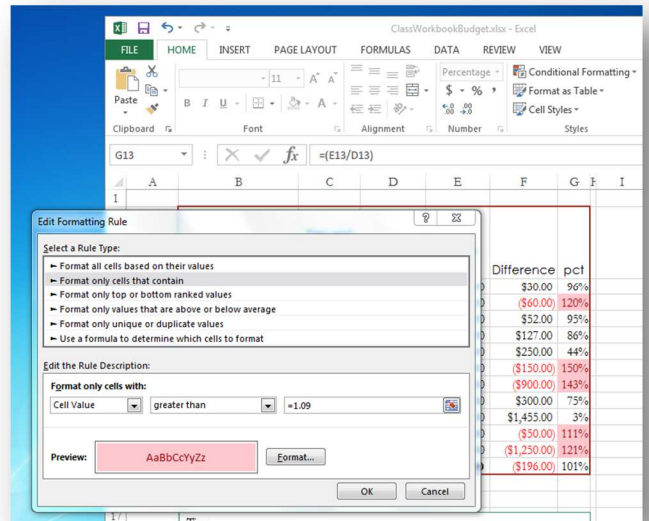 ClassWorkbookBudget.xlsx - Excel
FILE HOME INSERT PAGE LAYOUT FORMULAS DATA REVIEW VIEW
Paste
11
Percentage
Conditional Formatting
Format as Table
Cell Styles
Clipboard Font Alignment Number Styles
G13 fx =(E13/D13)
A B C D E F G H I
1
Edit Formatting Rule
Select a Rule Type:
► Format all cells based on their values
► Format only cells that contain
► Format only top or bottom ranked values
► Format only values that are above or below average
► Format only unique or duplicate values
► Use a formula to determine which cells to format
Edit the Rule Description:
Format only cells with:
Cell Value greater than =1.09
Preview: AaBbCcYyZz Format...
OK Cancel
Difference pct
$30.00 96%
($60.00) 120%
$52.00 95%
$127.00 86%
$250.00 44%
($150.00) 150%
($900.00) 143%
$300.00 75%
$1,455.00 3%
($50.00) 111%
($1,250.00) 121%
($196.00) 101%
17